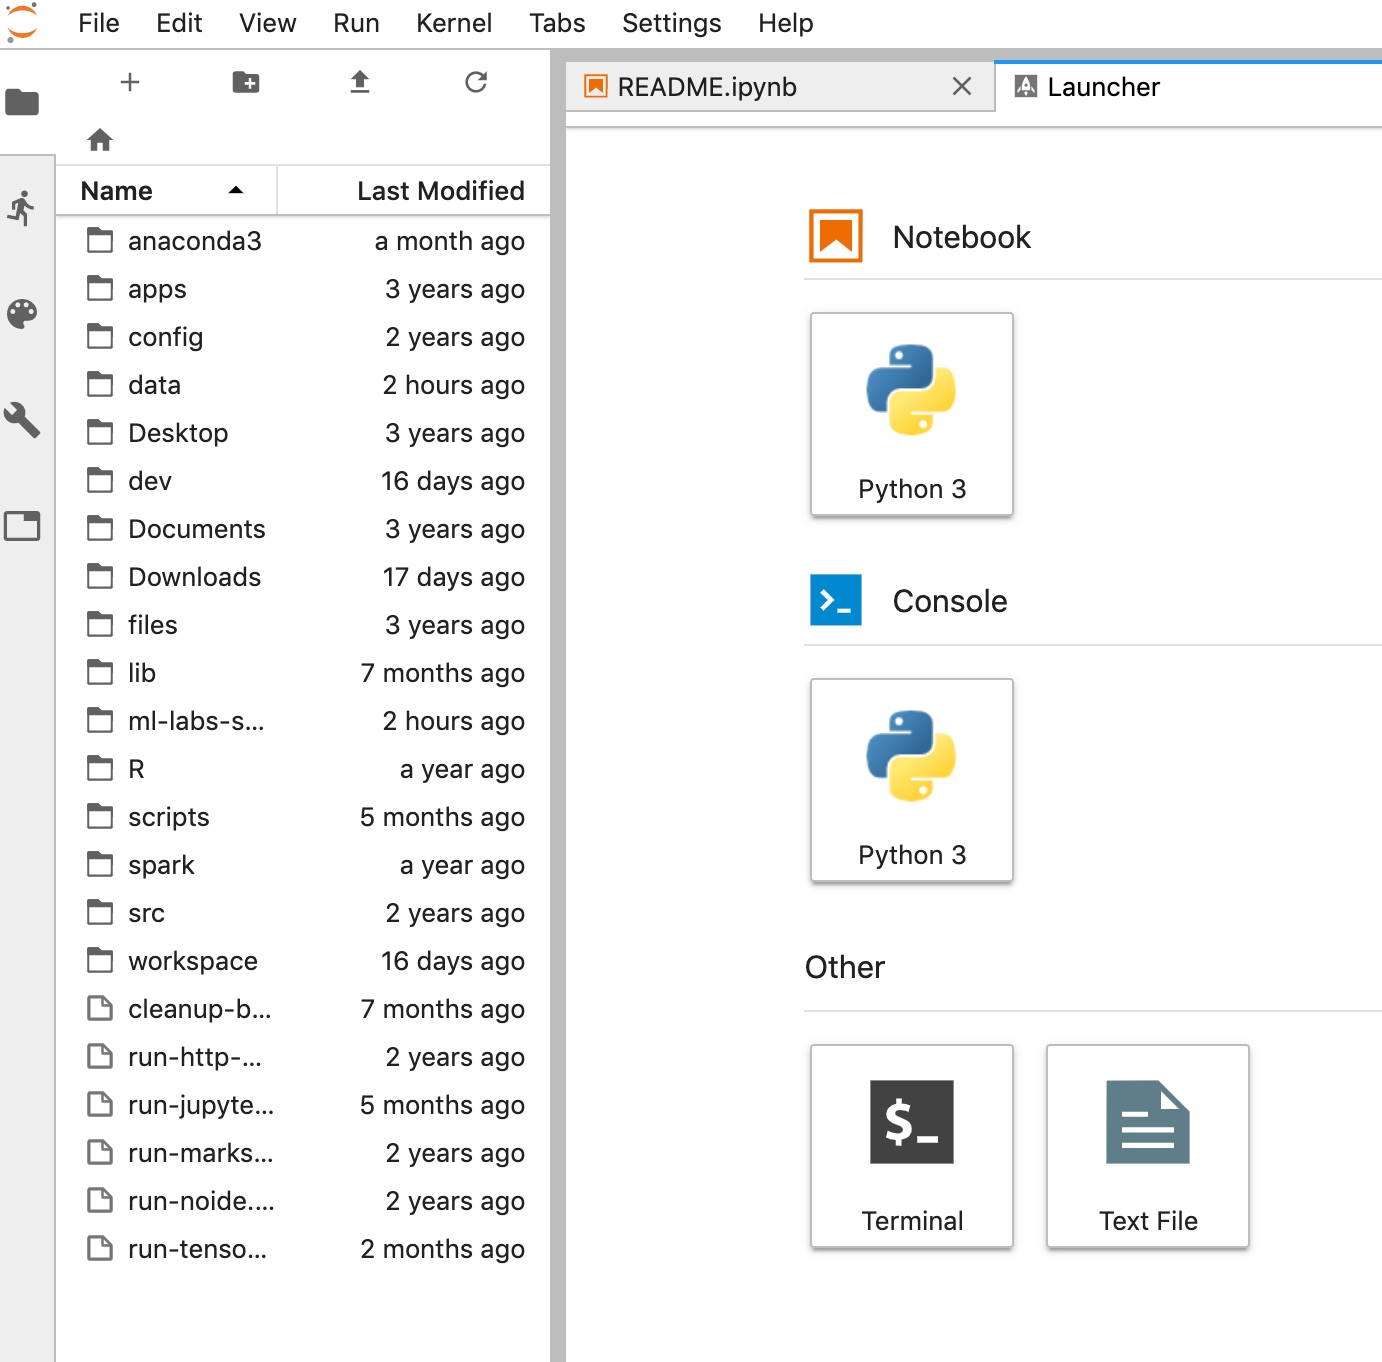 File Edit View Run Kernel Tabs Settings Help
README.ipynb
Launcher
Name Last Modified
anaconda3 a month ago
apps 3 years ago
config 2 years ago
data 2 hours ago
Desktop 3 years ago
dev 16 days ago
Documents 3 years ago
Downloads 17 days ago
files 3 years ago
lib 7 months ago
ml-labs-s... 2 hours ago
R a year ago
scripts 5 months ago
spark a year ago
src 2 years ago
workspace 16 days ago
cleanup-b... 7 months ago
run-http-... 2 years ago
run-jupyte... 5 months ago
run-marks... 2 years ago
run-noide.... 2 years ago
run-tenso... 2 months ago
Notebook
Python 3
Console
>_
Python 3
Other
$_
Terminal
Text File